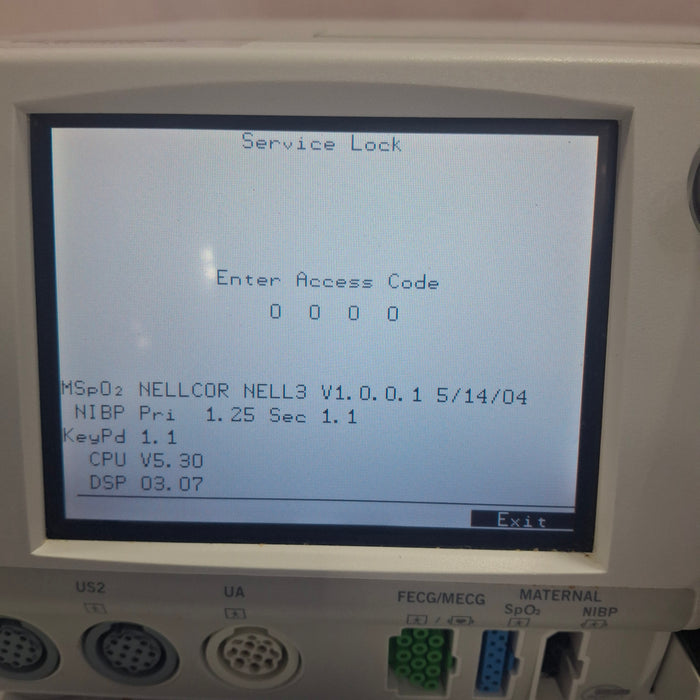 Service Lock
Enter Access Code
0 0 0 0
MSpO₂ NELLCOR NELL3 V1.0.0.1 5/14/04
NIBP Pri 1.25 Sec 1.1
KeyPd 1.1
CPU V5.30
DSP 03.07
Exit
US2
UA
FECG/MECG
MATERNAL
SpO₂
NIBP